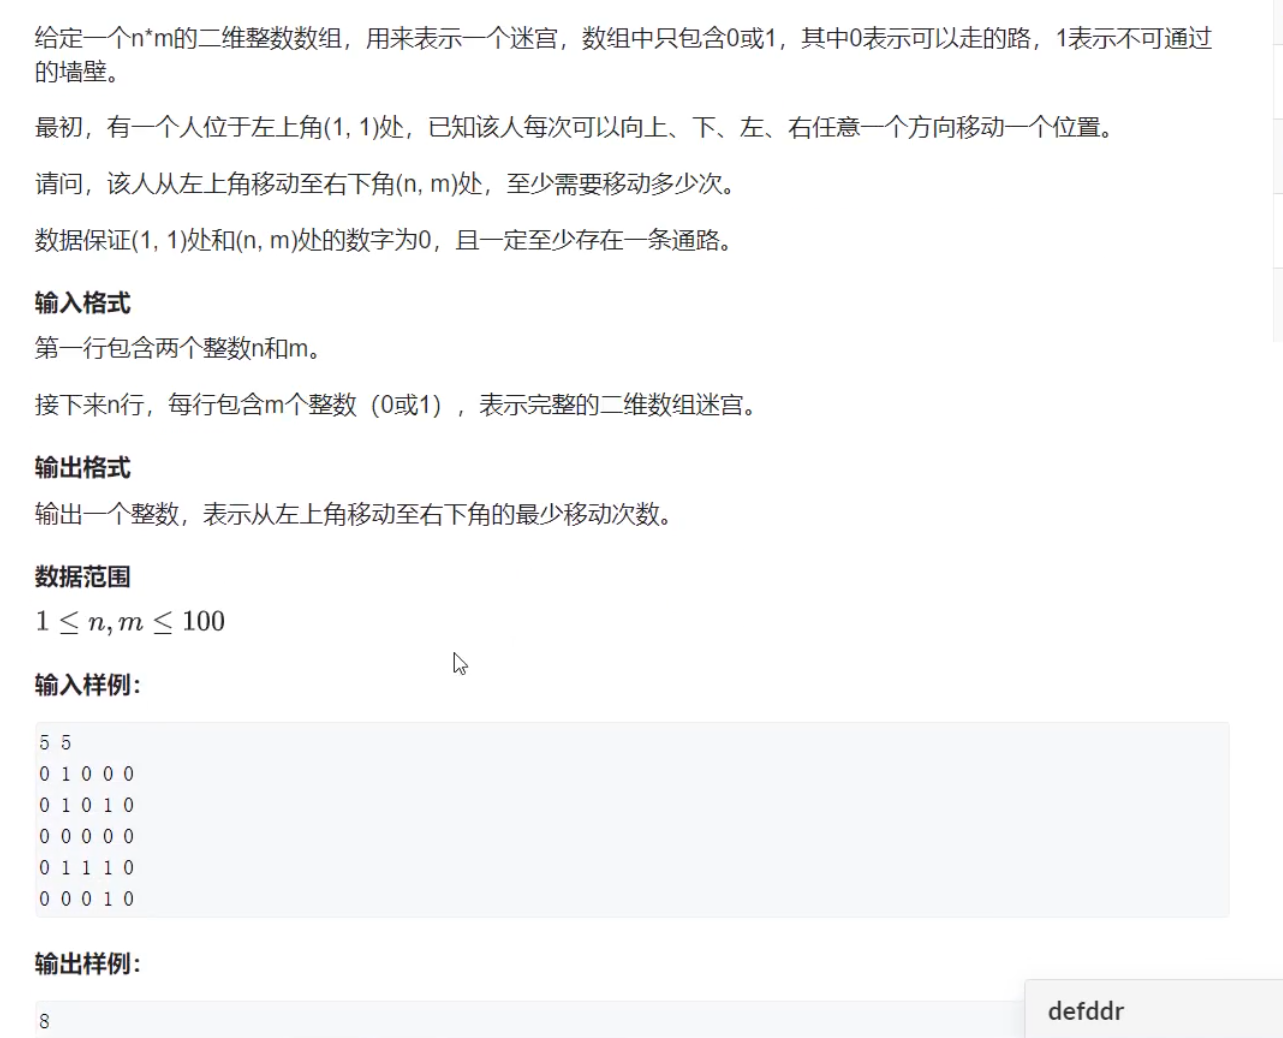 给定一个n*m的二维整数数组，用来表示一个迷宫，数组中只包含0或1，其中0表示可以走的路，1表示不可通过
的墙壁。
最初，有一个人位于左上角(1, 1)处，已知该人每次可以向上、下、左、右任意一个方向移动一个位置。
请问，该人从左上角移动至右下角(n, m)处，至少需要移动多少次。
数据保证(1, 1)处和(n, m)处的数字为0，且一定至少存在一条通路。
输入格式
第一行包含两个整数n和m。
接下来n行，每行包含m个整数（0或1），表示完整的二维数组迷宫。
输出格式
输出一个整数，表示从左上角移动至右下角的最少移动次数。
数据范围
1 ≤ n, m ≤ 100
输入样例：
5 5
0 1 0 0 0
0 1 0 1 0
0 0 0 0 0
0 1 1 1 0
0 0 0 1 0
输出样例：
8
defddr